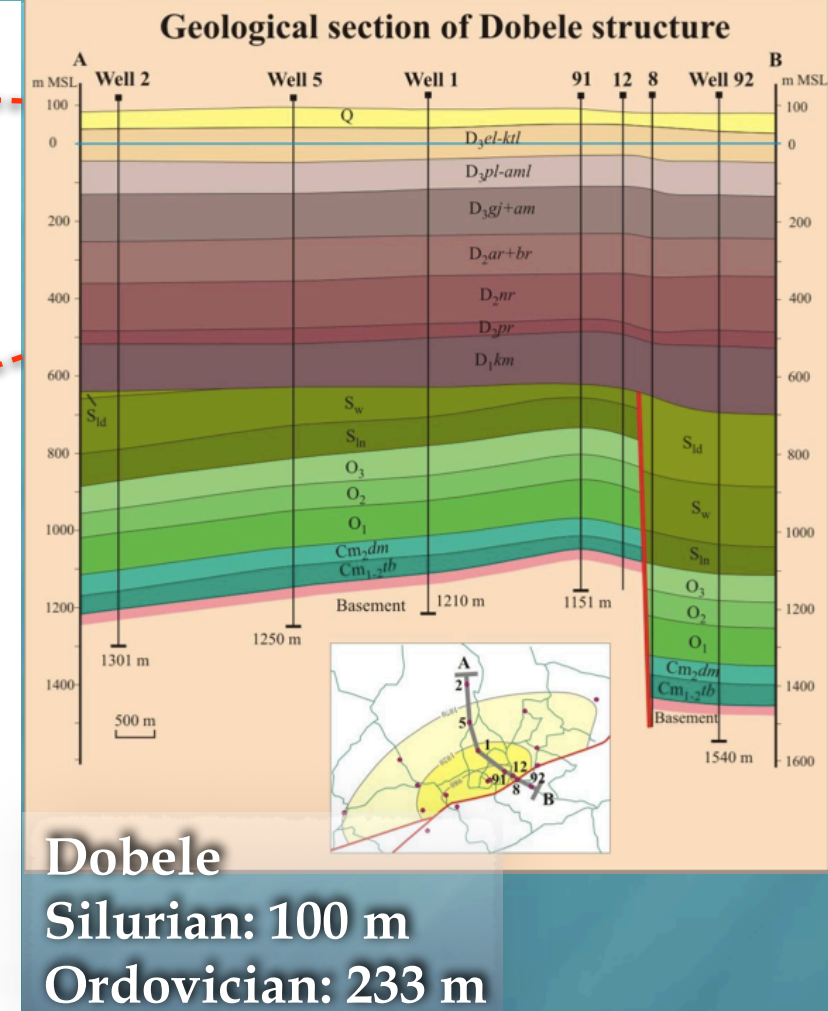 Geological section of Dobele structure
A
B
m MSL
Well 2
Well 5
Well 1
91
12
8
Well 92
m MSL
100
Q
100
0
D₃el-ktl
0
D₃pl-aml
200
D₃gj+am
200
D₂ar+br
400
D₂nr
400
D₂pr
D₁km
600
600
Sld
Sw
Sln
Sld
800
800
O₃
O₂
Sw
1000
O₁
1000
Cm₂dm
Sln
Cm₁₋₂tb
O₃
1200
Basement
1210 m
1151 m
O₂
1200
1250 m
O₁
1301 m
Cm₂dm
1400
Cm₁₋₂tb
1400
500 m
Basement
1540 m
1600
A
2
5
1
12
91
92
8
B
Dobele
Silurian: 100 m
Ordovician: 233 m